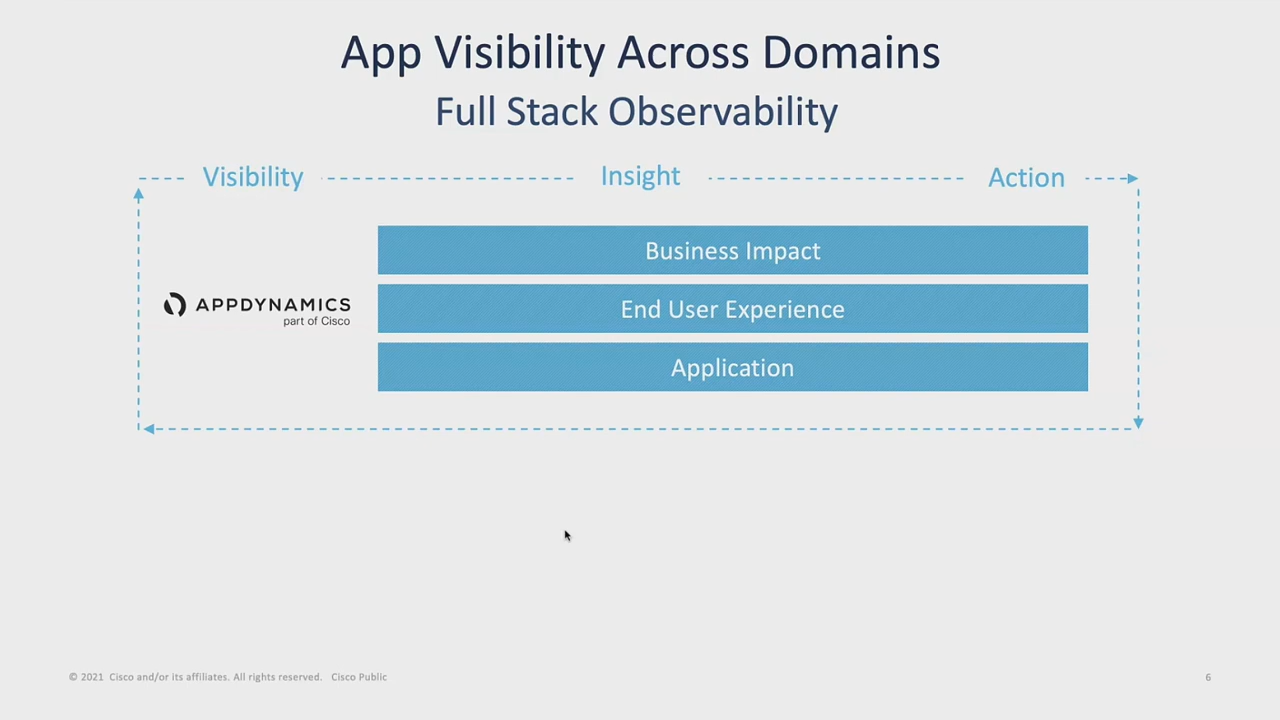 App Visibility Across Domains
Full Stack Observability
Visibility
Insight
Action
Business Impact
End User Experience
Application
APPDYNAMICS
part of Cisco
© 2021 Cisco and/or its affiliates. All rights reserved. Cisco Public
6